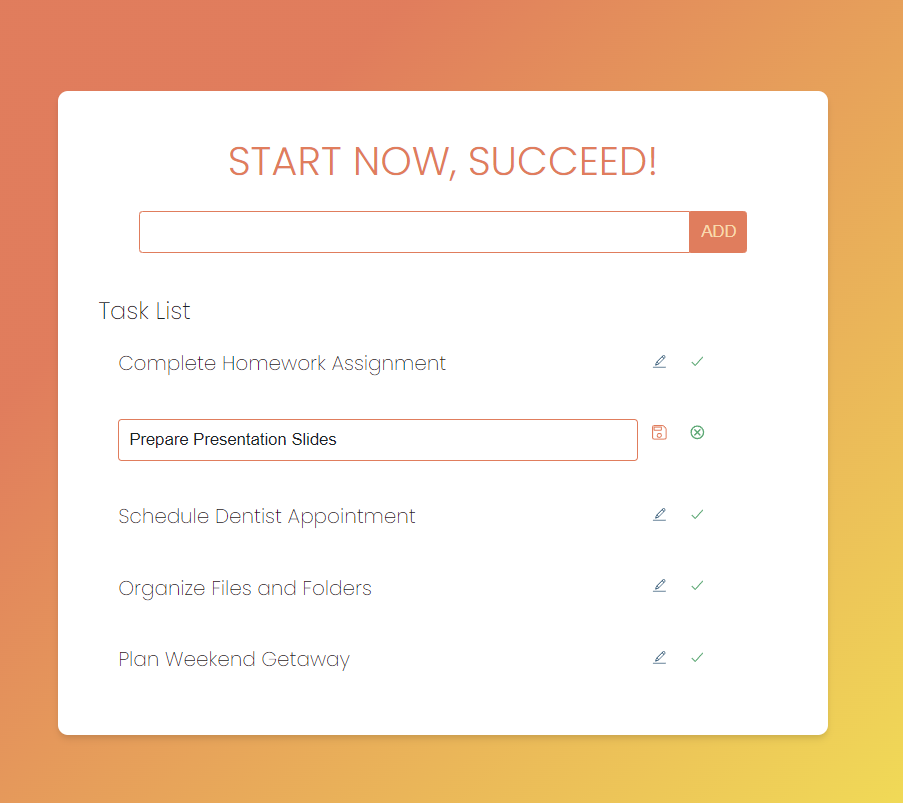 START NOW, SUCCEED!
ADD
Task List
Complete Homework Assignment
Prepare Presentation Slides
Schedule Dentist Appointment
Organize Files and Folders
Plan Weekend Getaway